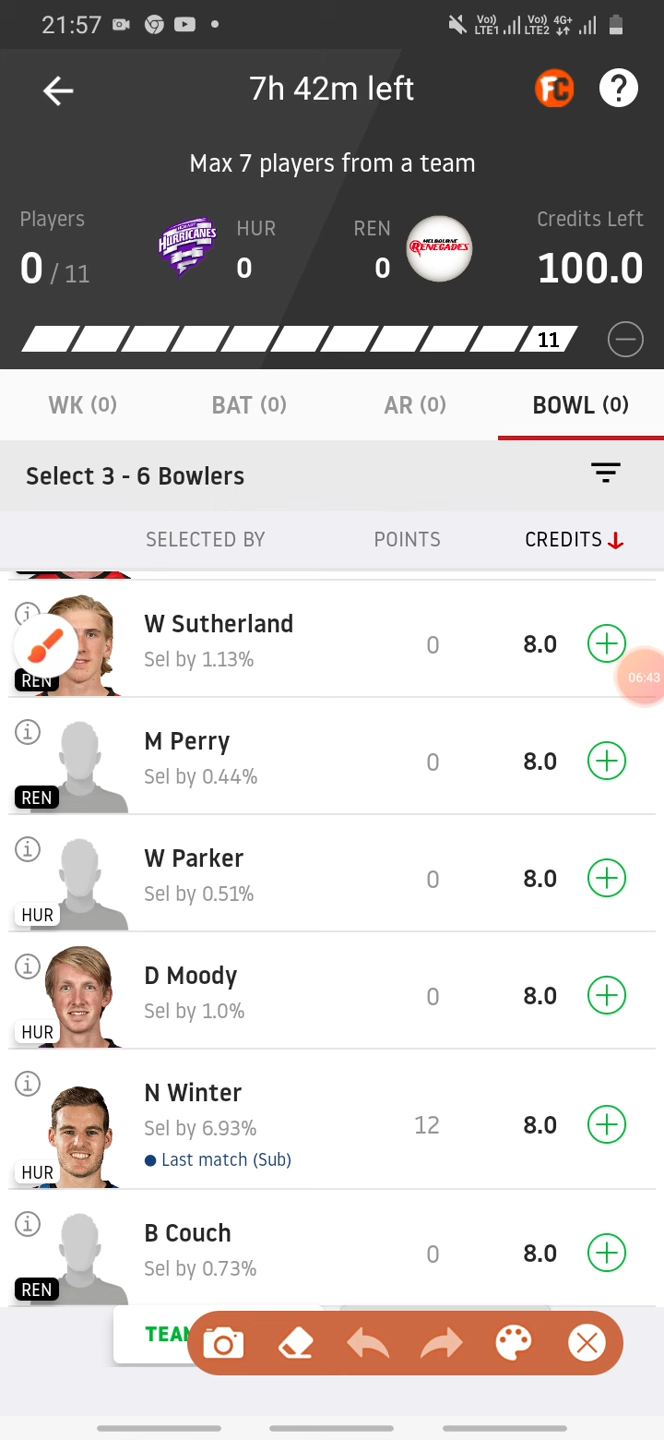 21:57
Vo) LTE1 Vo) LTE2 4G+
7h 42m left
FC
?
Max 7 players from a team
Players
HUR
REN
Credits Left
HURRICANES
MELBOURNE RENEGADES
0 / 11
0
0
100.0
11
WK (0) BAT (0) AR (0) BOWL (0)
Select 3 - 6 Bowlers
SELECTED BY POINTS CREDITS
W Sutherland
Sel by 1.13%
0 8.0
REN
06:43
M Perry
Sel by 0.44%
0 8.0
REN
W Parker
Sel by 0.51%
0 8.0
HUR
D Moody
Sel by 1.0%
0 8.0
HUR
N Winter
Sel by 6.93%
12 8.0
Last match (Sub)
HUR
B Couch
Sel by 0.73%
0 8.0
REN